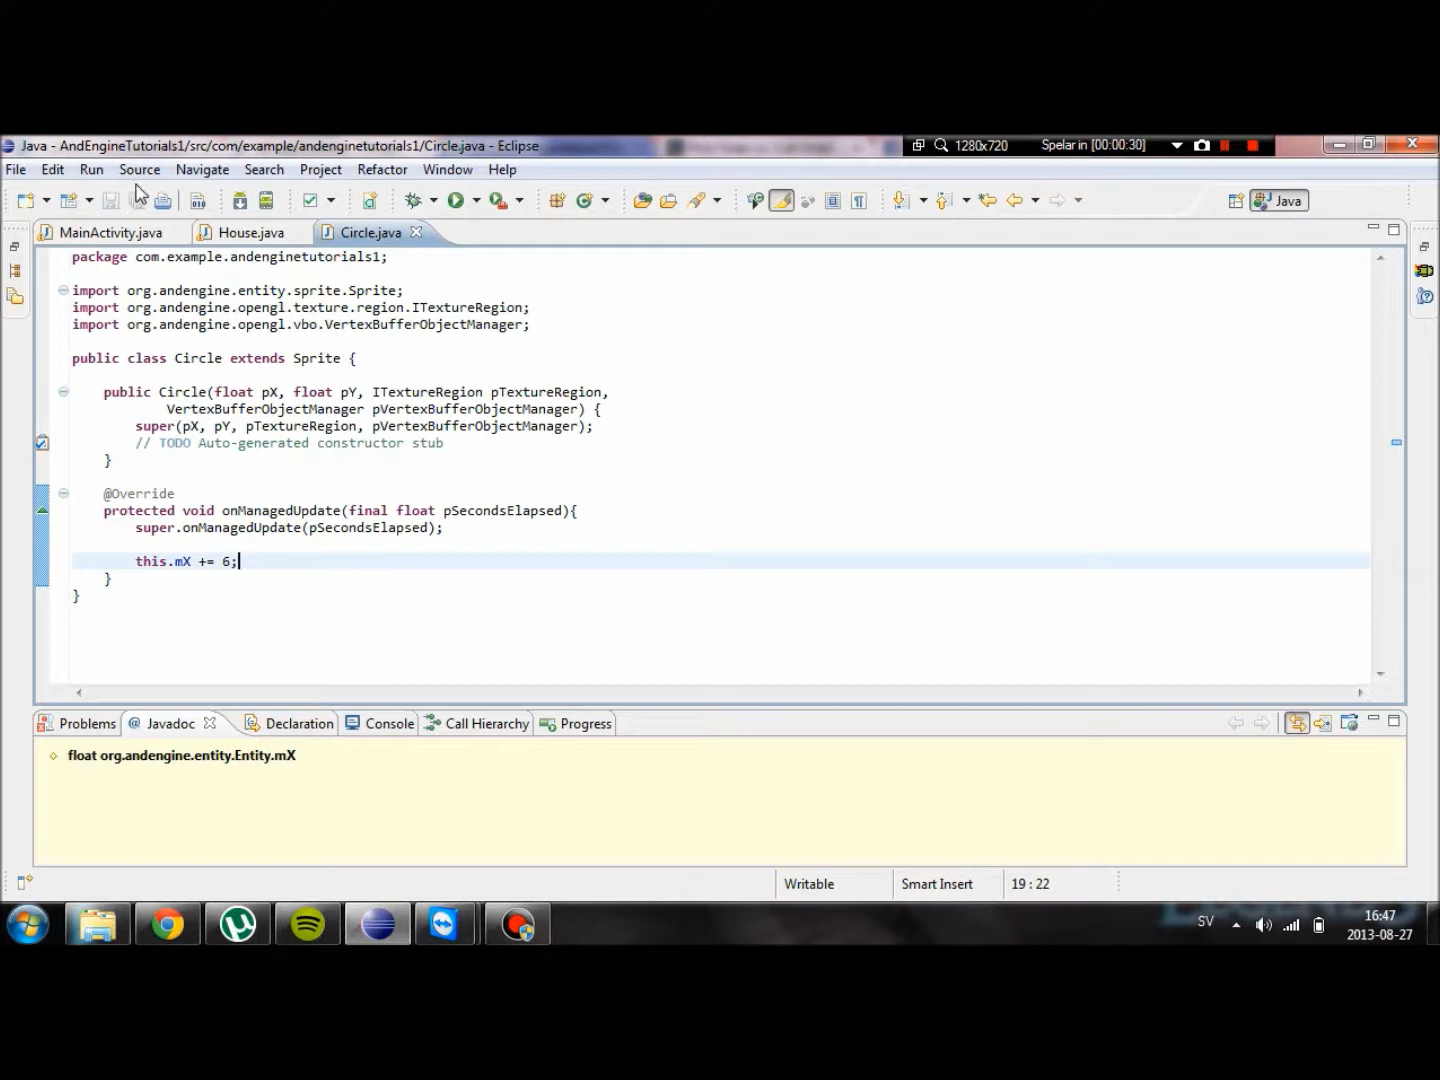 Java - AndEngineTutorials1/src/com/example/andenginetutorials1/Circle.java - Eclipse
1280x720
Spelar in [00:00:30]
File Edit Run Source Navigate Search Project Refactor Window Help
Java
MainActivity.java House.java Circle.java
package com.example.andenginetutorials1;
import org.andengine.entity.sprite.Sprite;
import org.andengine.opengl.texture.region.ITextureRegion;
import org.andengine.opengl.vbo.VertexBufferObjectManager;
public class Circle extends Sprite {
public Circle(float pX, float pY, ITextureRegion pTextureRegion,
VertexBufferObjectManager pVertexBufferObjectManager) {
super(pX, pY, pTextureRegion, pVertexBufferObjectManager);
// TODO Auto-generated constructor stub
}
@Override
protected void onManagedUpdate(final float pSecondsElapsed){
super.onManagedUpdate(pSecondsElapsed);
this.mX += 6;
}
}
Problems @ Javadoc Declaration Console Call Hierarchy Progress
float org.andengine.entity.Entity.mX
Writable Smart Insert 19 : 22
SV
16:47
2013-08-27